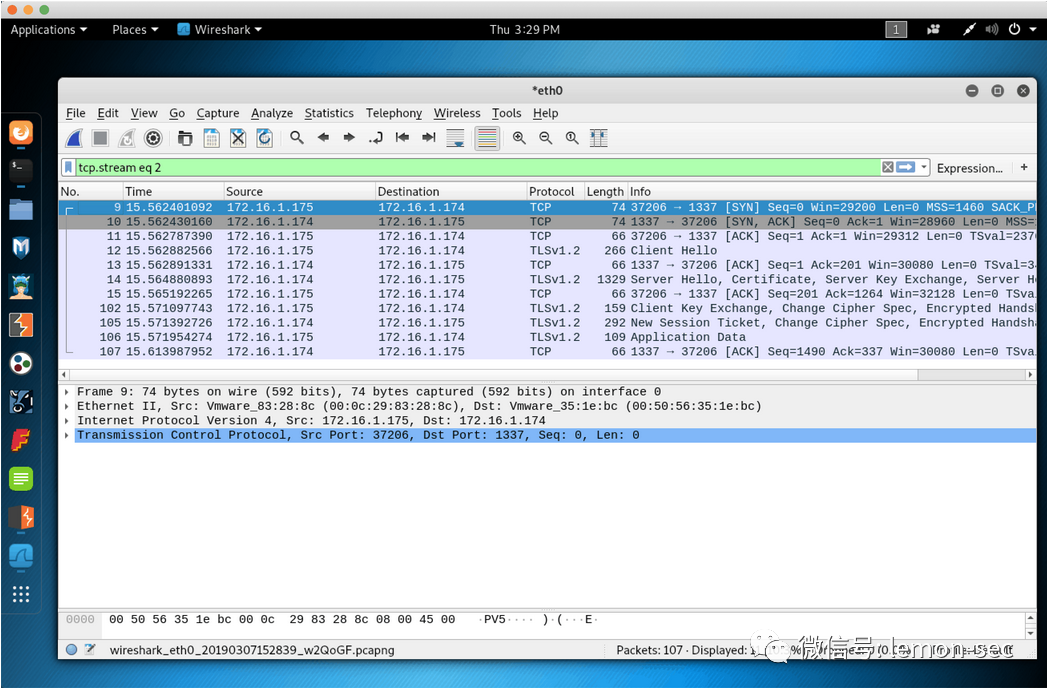 Applications Places Wireshark Thu 3:29 PM 1
*eth0
File Edit View Go Capture Analyze Statistics Telephony Wireless Tools Help
tcp.stream eq 2 Expression… +
No. Time Source Destination Protocol Length Info
9 15.562401092 172.16.1.175 172.16.1.174 TCP 74 37206 → 1337 [SYN] Seq=0 Win=29200 Len=0 MSS=1460
10 15.562430160 172.16.1.174 172.16.1.175 TCP 74 1337 → 37206 [SYN, ACK] Seq=0 Ack=1 Win=28960 Len=0
11 15.562787390 172.16.1.175 172.16.1.174 TCP 66 37206 → 1337 [ACK] Seq=1 Ack=1 Win=29312 Len=0
12 15.562882566 172.16.1.175 172.16.1.174 TLSv1.2 266 Client Hello
13 15.562891331 172.16.1.174 172.16.1.175 TCP 66 1337 → 37206 [ACK] Seq=1 Ack=201 Win=30080 Len=0
14 15.564880893 172.16.1.174 172.16.1.175 TLSv1.2 1329 Server Hello, Certificate, Server Key Exchange, Server
15 15.565192265 172.16.1.175 172.16.1.174 TCP 66 37206 → 1337 [ACK] Seq=201 Ack=1264 Win=32128 Len=0
102 15.571097743 172.16.1.175 172.16.1.174 TLSv1.2 159 Client Key Exchange, Change Cipher Spec, Encrypted
105 15.571392726 172.16.1.174 172.16.1.175 TLSv1.2 292 New Session Ticket, Change Cipher Spec, Encrypted
106 15.571954274 172.16.1.175 172.16.1.174 TLSv1.2 109 Application Data
107 15.613987952 172.16.1.174 172.16.1.175 TCP 66 1337 → 37206 [ACK] Seq=1490 Ack=337 Win=30080 Len=0
Frame 9: 74 bytes on wire (592 bits), 74 bytes captured (592 bits) on interface 0
Ethernet II, Src: Vmware_83:28:8c (00:0c:29:83:28:8c), Dst: Vmware_35:1e:bc (00:50:56:35:1e:bc)
Internet Protocol Version 4, Src: 172.16.1.175, Dst: 172.16.1.174
Transmission Control Protocol, Src Port: 37206, Dst Port: 1337, Seq: 0, Len: 0
0000 00 50 56 35 1e bc 00 0c 29 83 28 8c 08 00 45 00 ·PV5···· )·(···E·
wireshark_eth0_20190307152839_w2QoGF.pcapng Packets: 107 · Displayed:
微信号: lemon-sec